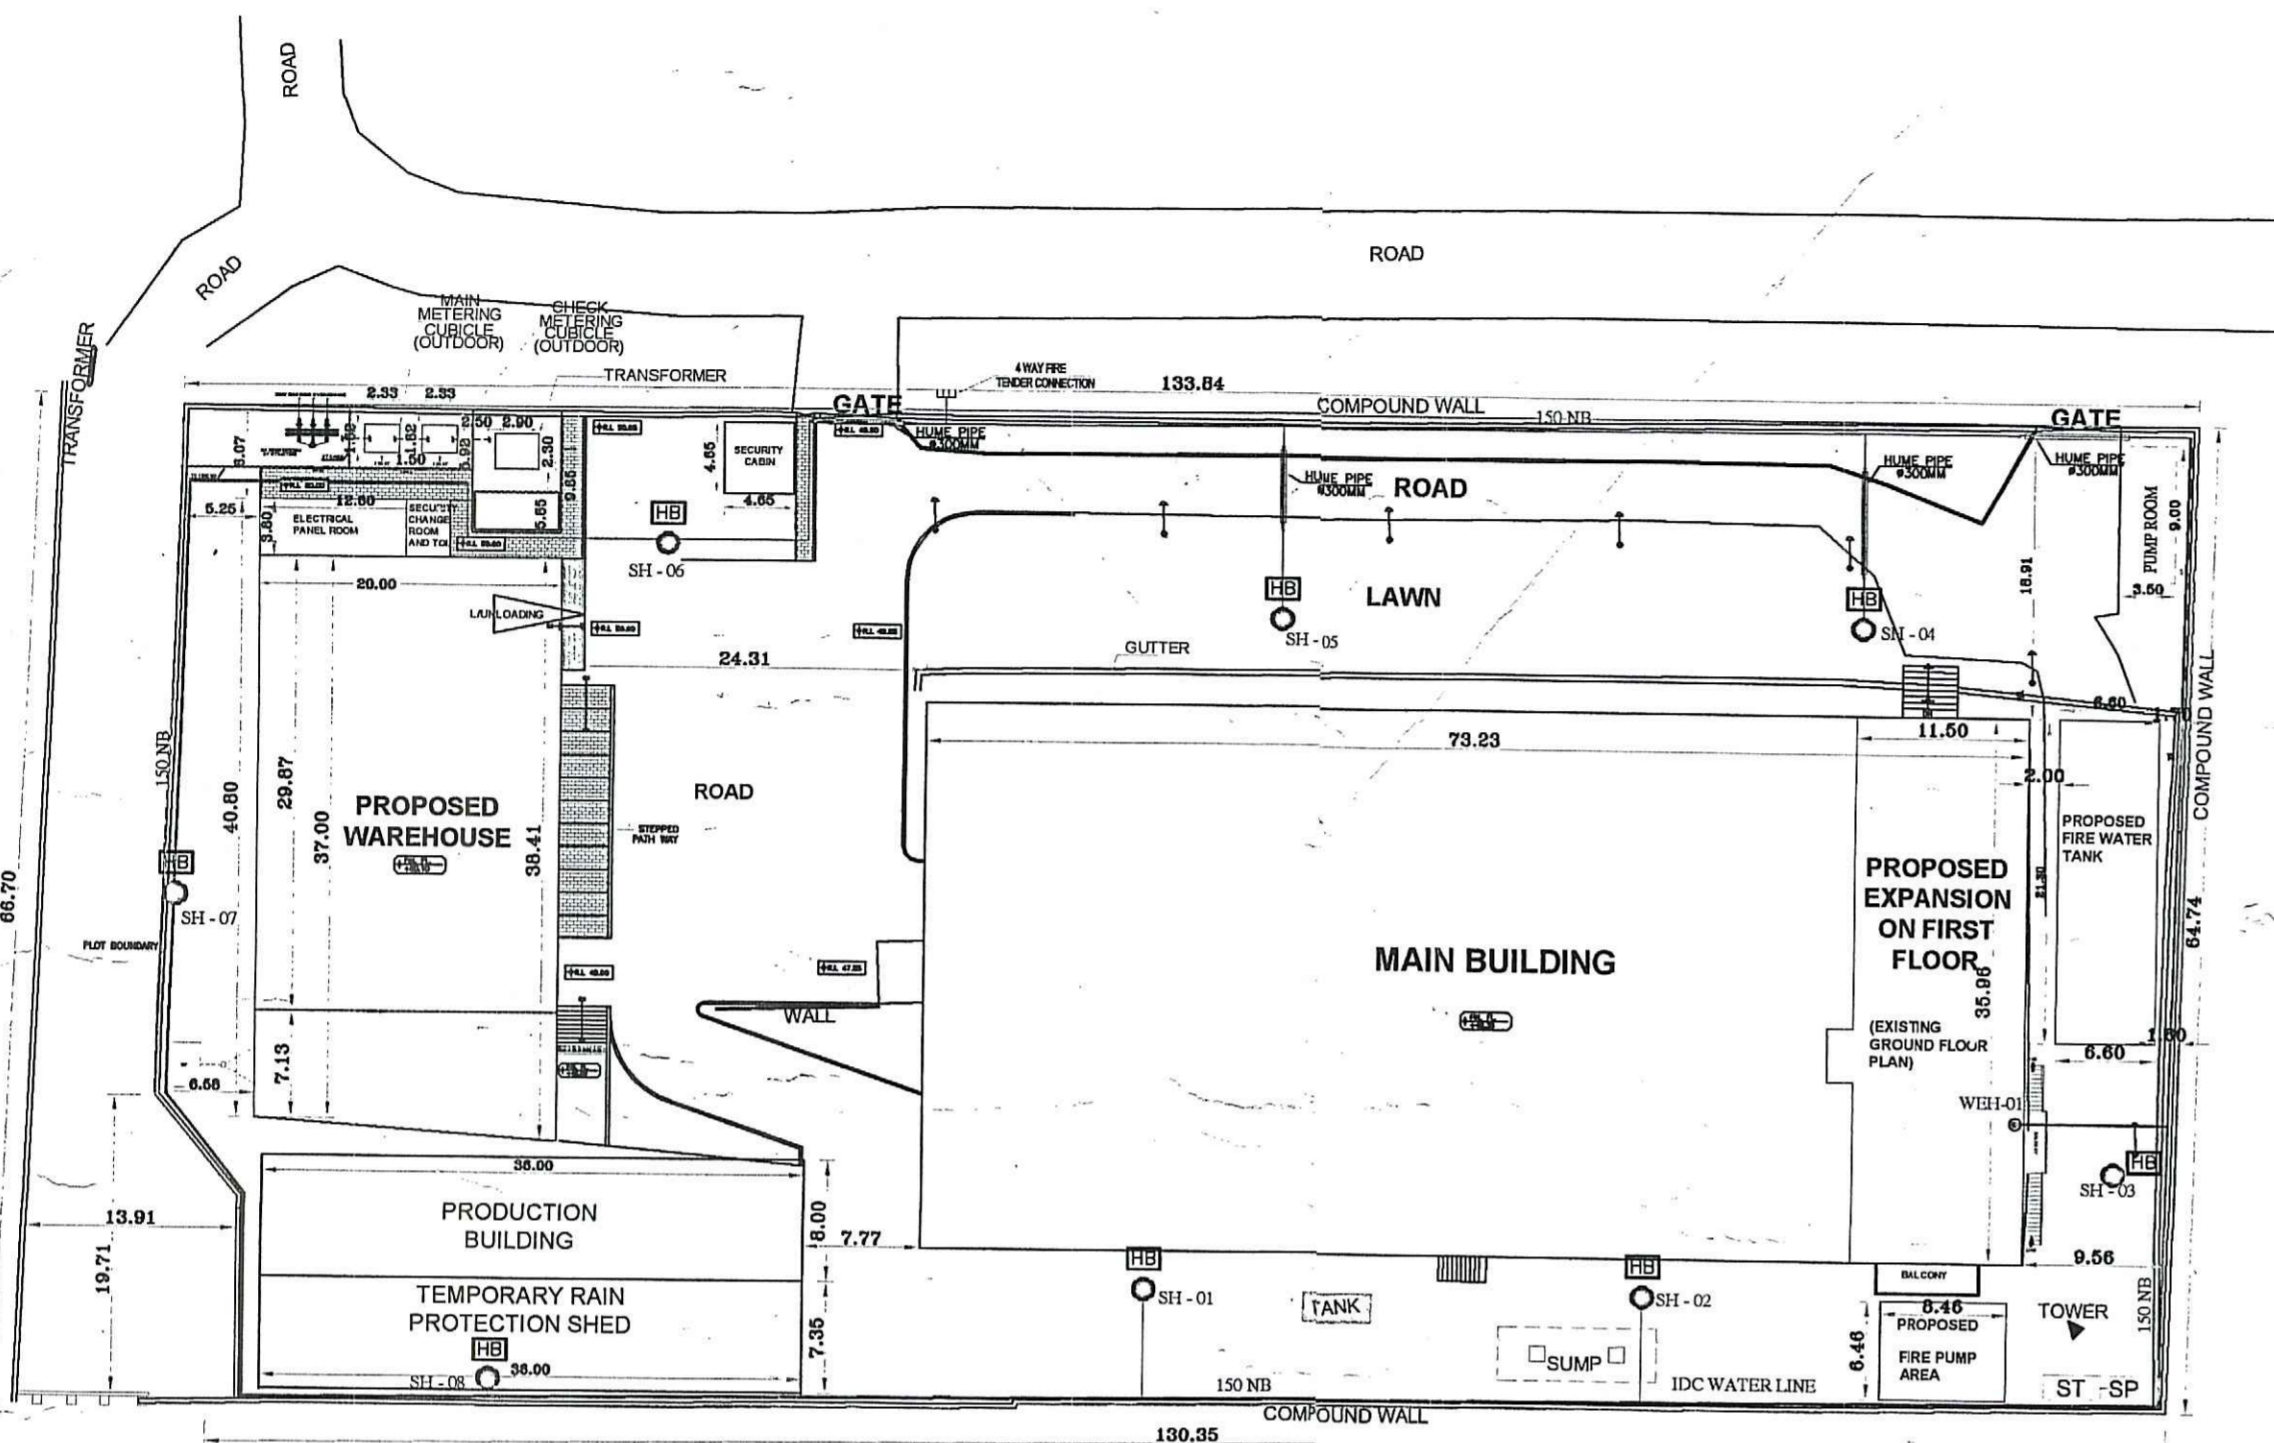 ROAD
ROAD
ROAD
MAIN
METERING
CUBICLE
(OUTDOOR)
CHECK
METERING
CUBICLE
(OUTDOOR)
TRANSFORMER
TRANSFORMER
4 WAY FIRE
TENDER CONNECTION
133.84
GATE
COMPOUND WALL
150 NB
GATE
2.33
2.33
2.50
2.90
6.07
1.62
1.50
2.30
9.65
5.65
4.65
SECURITY
CABIN
4.65
HUME PIPE
ø300MM
HUME PIPE
ø300MM
HUME PIPE
ø300MM
HUME PIPE
ø300MM
ROAD
PUMP ROOM
9.00
3.50
18.91
5.25
12.60
3.60
ELECTRICAL
PANEL ROOM
SECURITY
CHANGE
ROOM
HB
SH - 06
20.00
L/UNLOADING
HB
SH - 05
LAWN
HB
SH - 04
24.31
GUTTER
6.60
COMPOUND WALL
73.23
11.50
2.00
150 NB
40.80
29.87
37.00
38.41
PROPOSED
WAREHOUSE
ROAD
STEPPED
PATH WAY
PROPOSED
FIRE WATER
TANK
PROPOSED
EXPANSION
ON FIRST
FLOOR
35.96
64.74
66.70
HB
SH - 07
PLOT BOUNDARY
MAIN BUILDING
WALL
(EXISTING
GROUND FLOOR
PLAN)
6.60
7.13
6.56
WEH-01
HB
SH - 03
36.00
13.91
19.71
PRODUCTION
BUILDING
8.00
7.77
HB
SH - 01
HB
SH - 02
9.56
BALCONY
TEMPORARY RAIN
PROTECTION SHED
HB
SH - 08
36.00
7.35
TANK
SUMP
6.46
8.46
PROPOSED
FIRE PUMP
AREA
TOWER
150 NB
150 NB
IDC WATER LINE
ST - SP
COMPOUND WALL
130.35